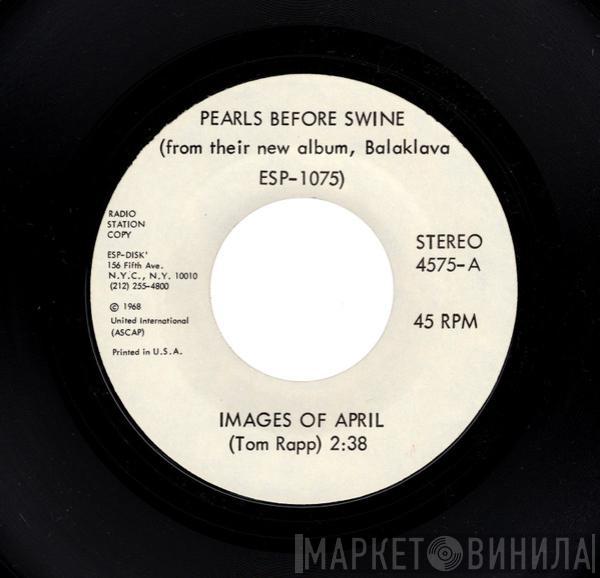 PEARLS BEFORE SWINE
(from their new album, Balaklava
ESP-1075)
RADIO
STATION
COPY
ESP-DISK'
156 Fifth Ave.
N.Y.C., N.Y. 10010
(212) 255-4800
© 1968
United International
(ASCAP)
Printed in U.S.A.
STEREO
4575-A
45 RPM
IMAGES OF APRIL
(Tom Rapp) 2:38
МАРКЕТ ВИНИЛА